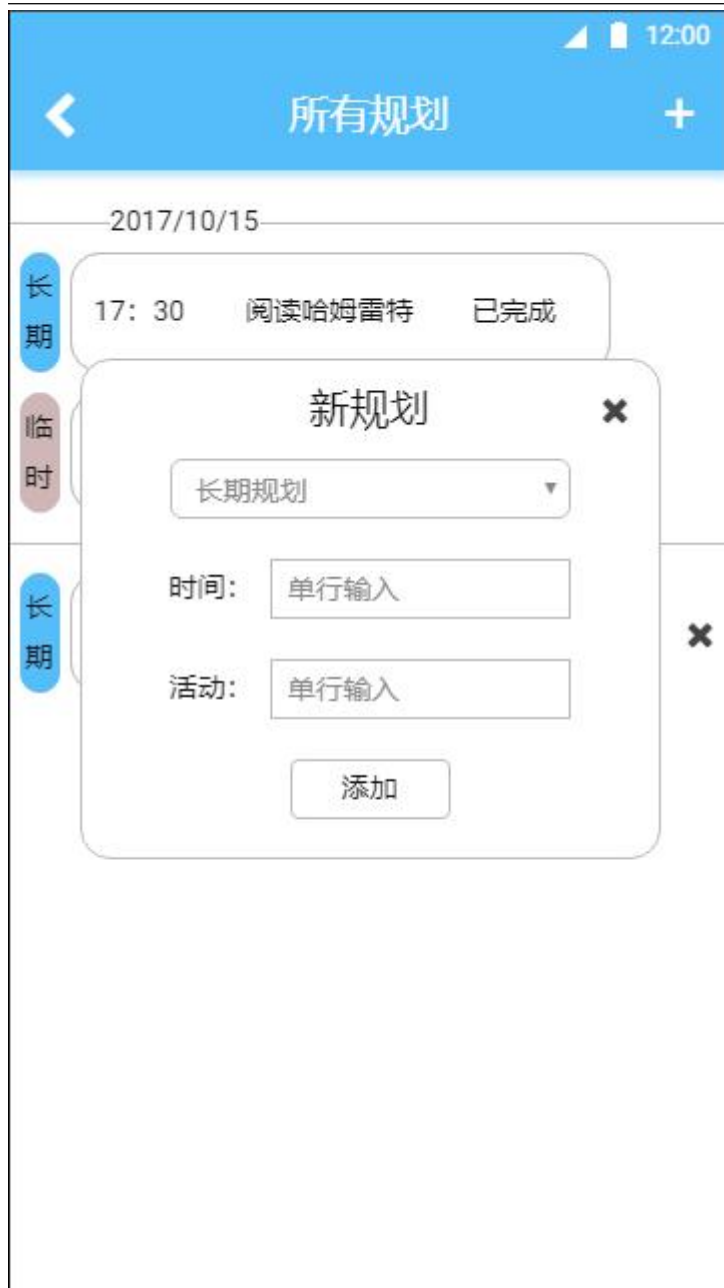 12:00
所有规划
2017/10/15
长期
17：30 阅读哈姆雷特 已完成
新规划
临时
长期规划
时间：
单行输入
长期
活动：
单行输入
添加